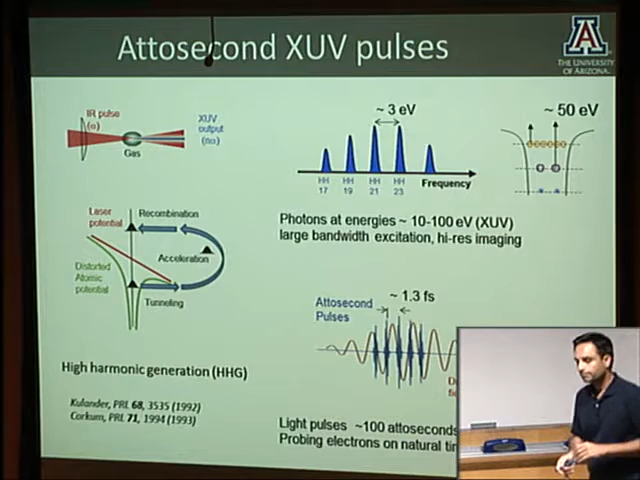 Attosecond XUV pulses
THE UNIVERSITY
OF ARIZONA.
IR pulse
(ω)
Gas
XUV
output
(nω)
~ 3 eV
HH
17
HH
19
HH
21
HH
23
Frequency
~ 50 eV
Photons at energies ~ 10-100 eV (XUV)
large bandwidth excitation, hi-res imaging
Laser
potential
Recombination
Acceleration
Distorted
Atomic
potential
Tunneling
High harmonic generation (HHG)
Kulander, PRL 68, 3535 (1992)
Corkum, PRL 71, 1994 (1993)
~ 1.3 fs
Attosecond
Pulses
Light pulses ~100 attoseconds
Probing electrons on natural